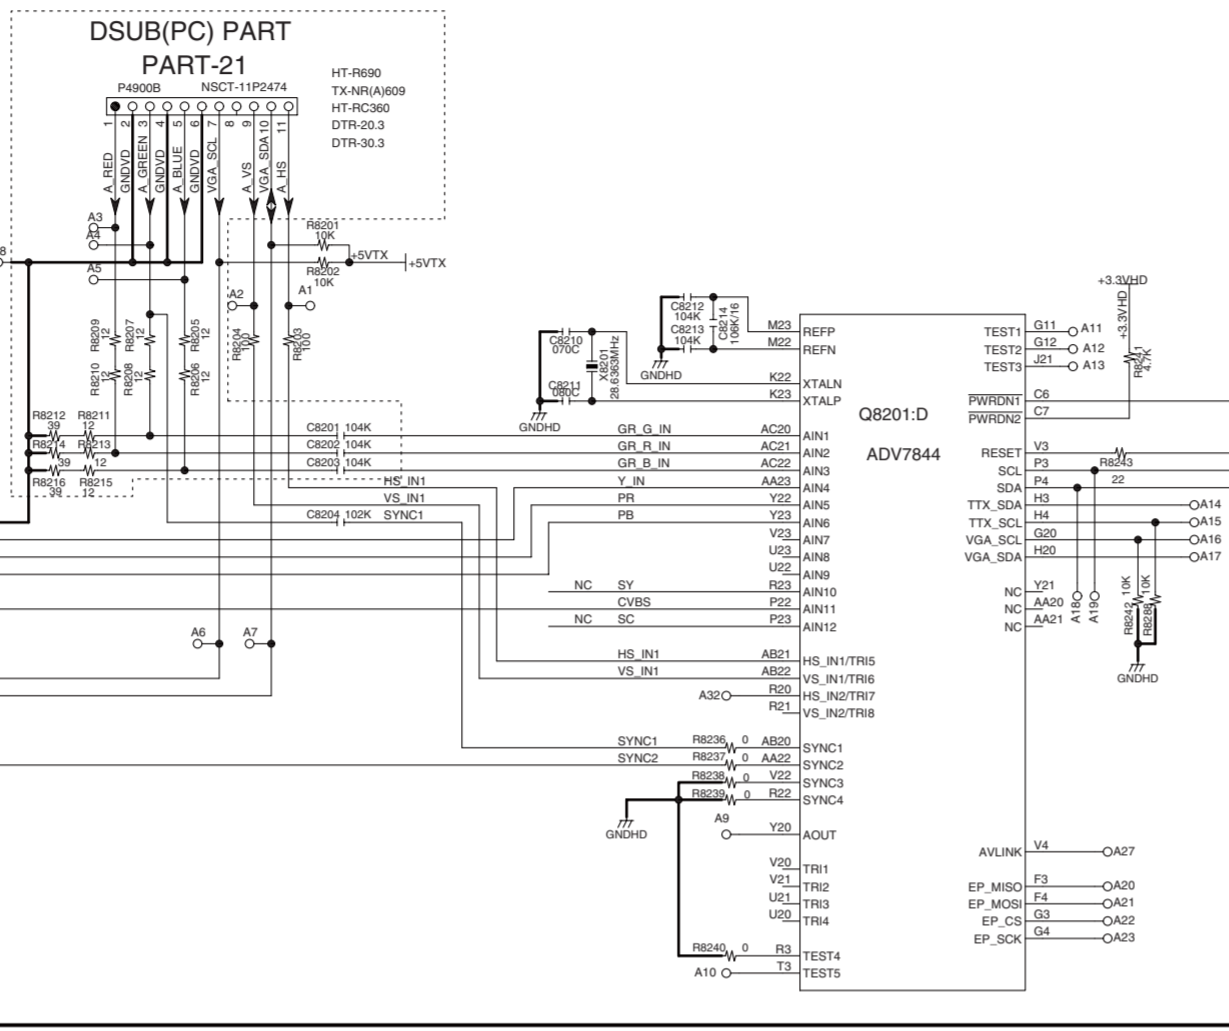 DSUB(PC) PART
PART-21
P4900B
NSCT-11P2474
HT-R690
TX-NR(A)609
HT-RC360
DTR-20.3
DTR-30.3
1
2
3
4
5
6
7
8
9
10
11
A_RED
GNDVD
A_GREEN
GNDVD
A_BLUE
GNDVD
VGA_SCL
A_VS
VGA_SDA
A_HS
A3
A4
A5
8
R8201
10K
+5VTX
+5VTX
R8202
10K
A2
A1
R8209
12
R8207
12
R8205
12
R8210
12
R8208
12
R8206
12
R8204
100
R8203
100
R8212
39
R8211
12
R8214
39
R8213
12
R8216
39
R8215
12
C8201 104K
C8202 104K
C8203 104K
HS_IN1
VS_IN1
C8204 102K SYNC1
A6
A7
C8212
104K
C8213
104K
C8214
106K/16
GNDHD
C8210
070C
X8201
28.6363MHz
C8211
080C
GNDHD
GR_G_IN
GR_R_IN
GR_B_IN
Y_IN
PR
PB
NC SY
CVBS
NC SC
HS_IN1
VS_IN1
A32
SYNC1
SYNC2
R8236 0
R8237 0
R8238 0
R8239 0
GNDHD
A9
R8240 0
A10
Q8201:D
ADV7844
M23 REFP
M22 REFN
K22 XTALN
K23 XTALP
AC20 AIN1
AC21 AIN2
AC22 AIN3
AA23 AIN4
Y22 AIN5
Y23 AIN6
V23 AIN7
U23 AIN8
U22 AIN9
R23 AIN10
P22 AIN11
P23 AIN12
AB21 HS_IN1/TRI5
AB22 VS_IN1/TRI6
R20 HS_IN2/TRI7
R21 VS_IN2/TRI8
AB20 SYNC1
AA22 SYNC2
V22 SYNC3
R22 SYNC4
Y20 AOUT
V20 TRI1
V21 TRI2
U21 TRI3
U20 TRI4
R3 TEST4
T3 TEST5
TEST1 G11 A11
TEST2 G12 A12
TEST3 J21 A13
+3.3VHD
+3.3VHD
R8241
4.7K
PWRDN1 C6
PWRDN2 C7
RESET V3
R8243
SCL P3
SDA P4
22
TTX_SDA H3 A14
TTX_SCL H4 A15
VGA_SCL G20 A16
VGA_SDA H20 A17
NC Y21
NC AA20
NC AA21
A18
A19
R8242 10K
R8288 10K
GNDHD
AVLINK V4 A27
EP_MISO F3 A20
EP_MOSI F4 A21
EP_CS G3 A22
EP_SCK G4 A23